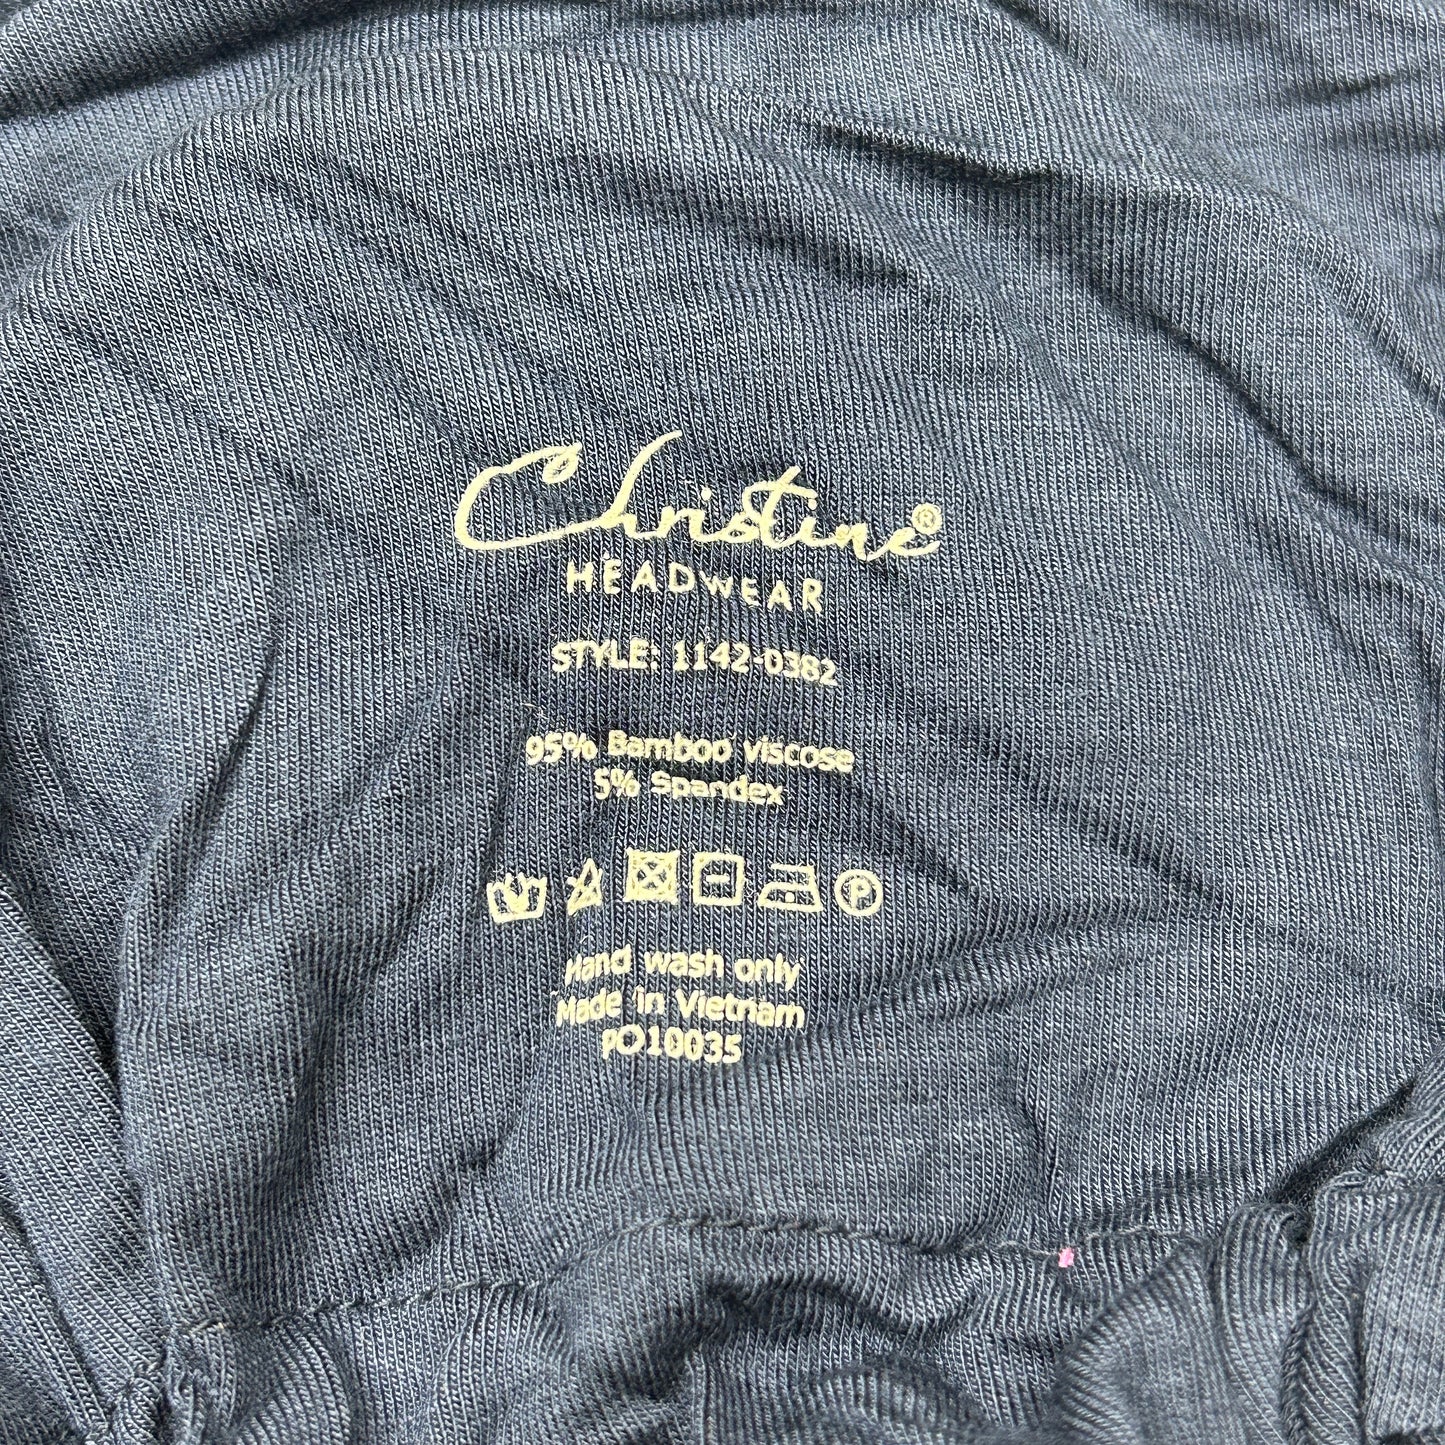 Christine®
HEADWEAR
STYLE: 1142-0382
95% Bamboo viscose
5% Spandex
P
Hand wash only
Made in Vietnam
PO10035